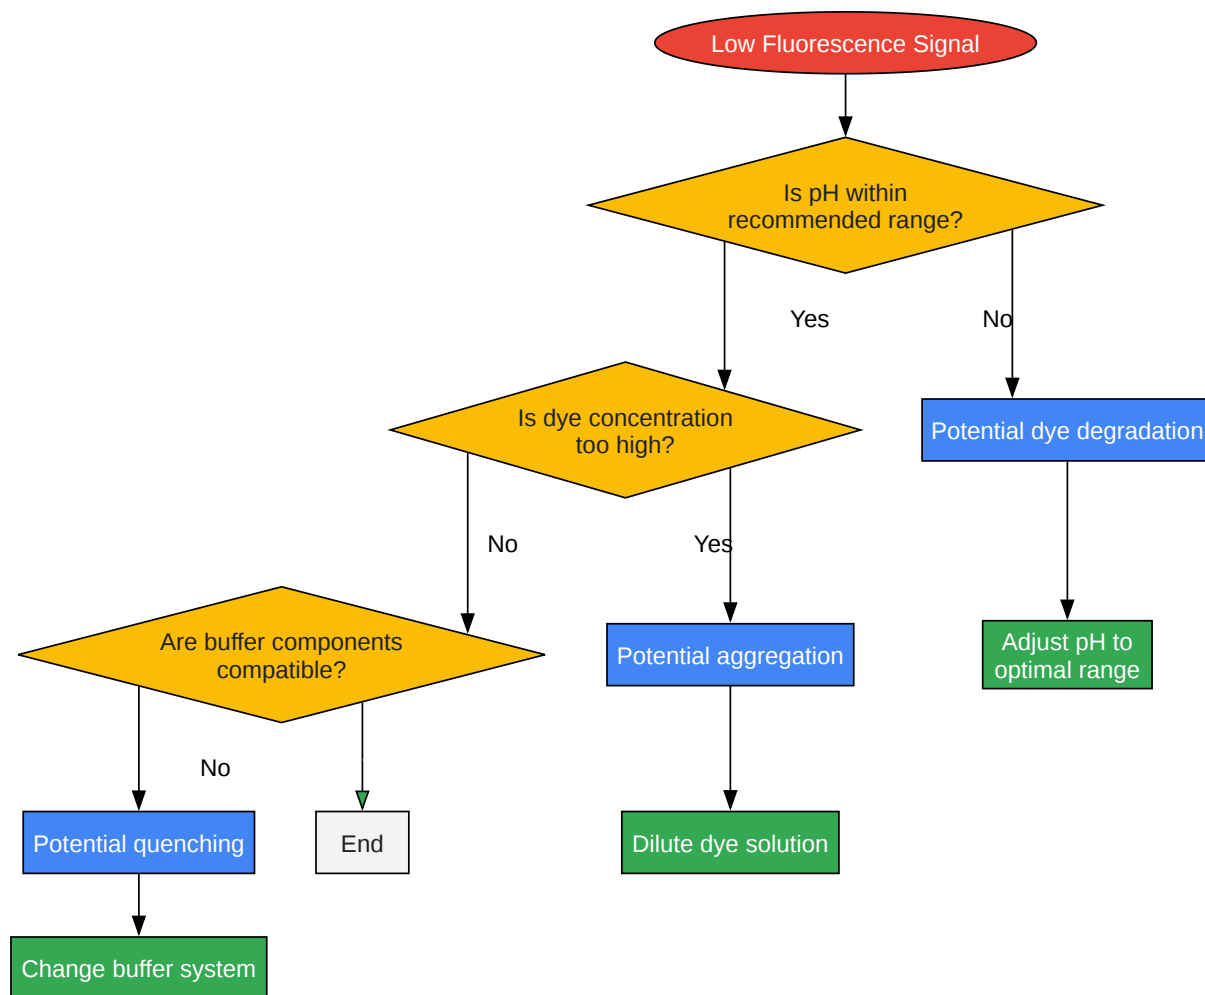 Low Fluorescence Signal
Is pH within
recommended range?
Yes
No
Is dye concentration
too high?
Potential dye degradation
No
Yes
Are buffer components
compatible?
Potential aggregation
Adjust pH to
optimal range
No
Potential quenching
End
Dilute dye solution
Change buffer system